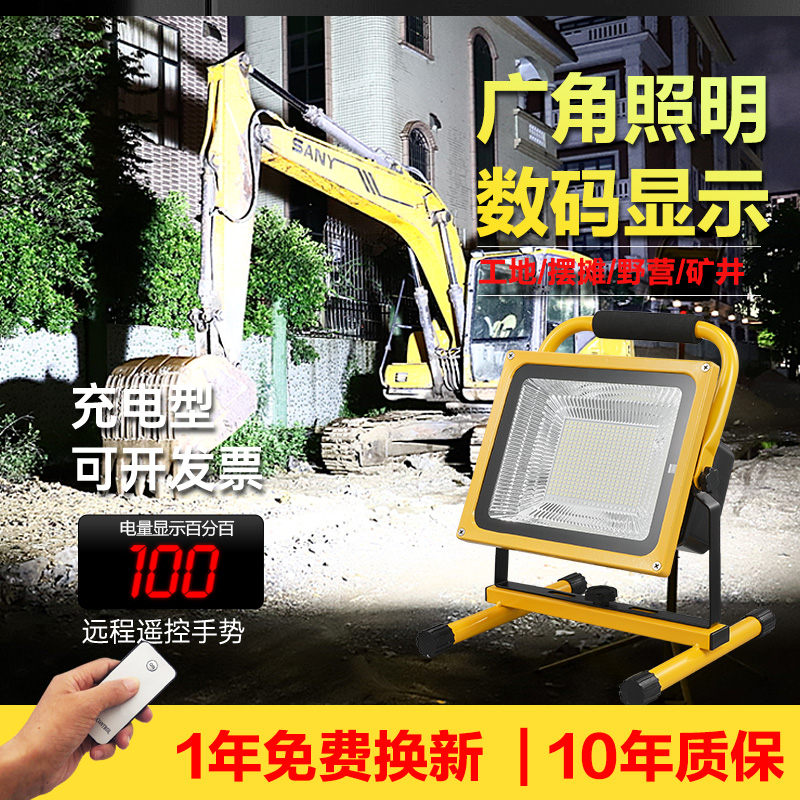 SANY
广角照明
数码显示
工地/摆摊/野营/矿井
充电型
可开发票
电量显示百分百
100
远程遥控手势
1年免费换新 | 10年质保